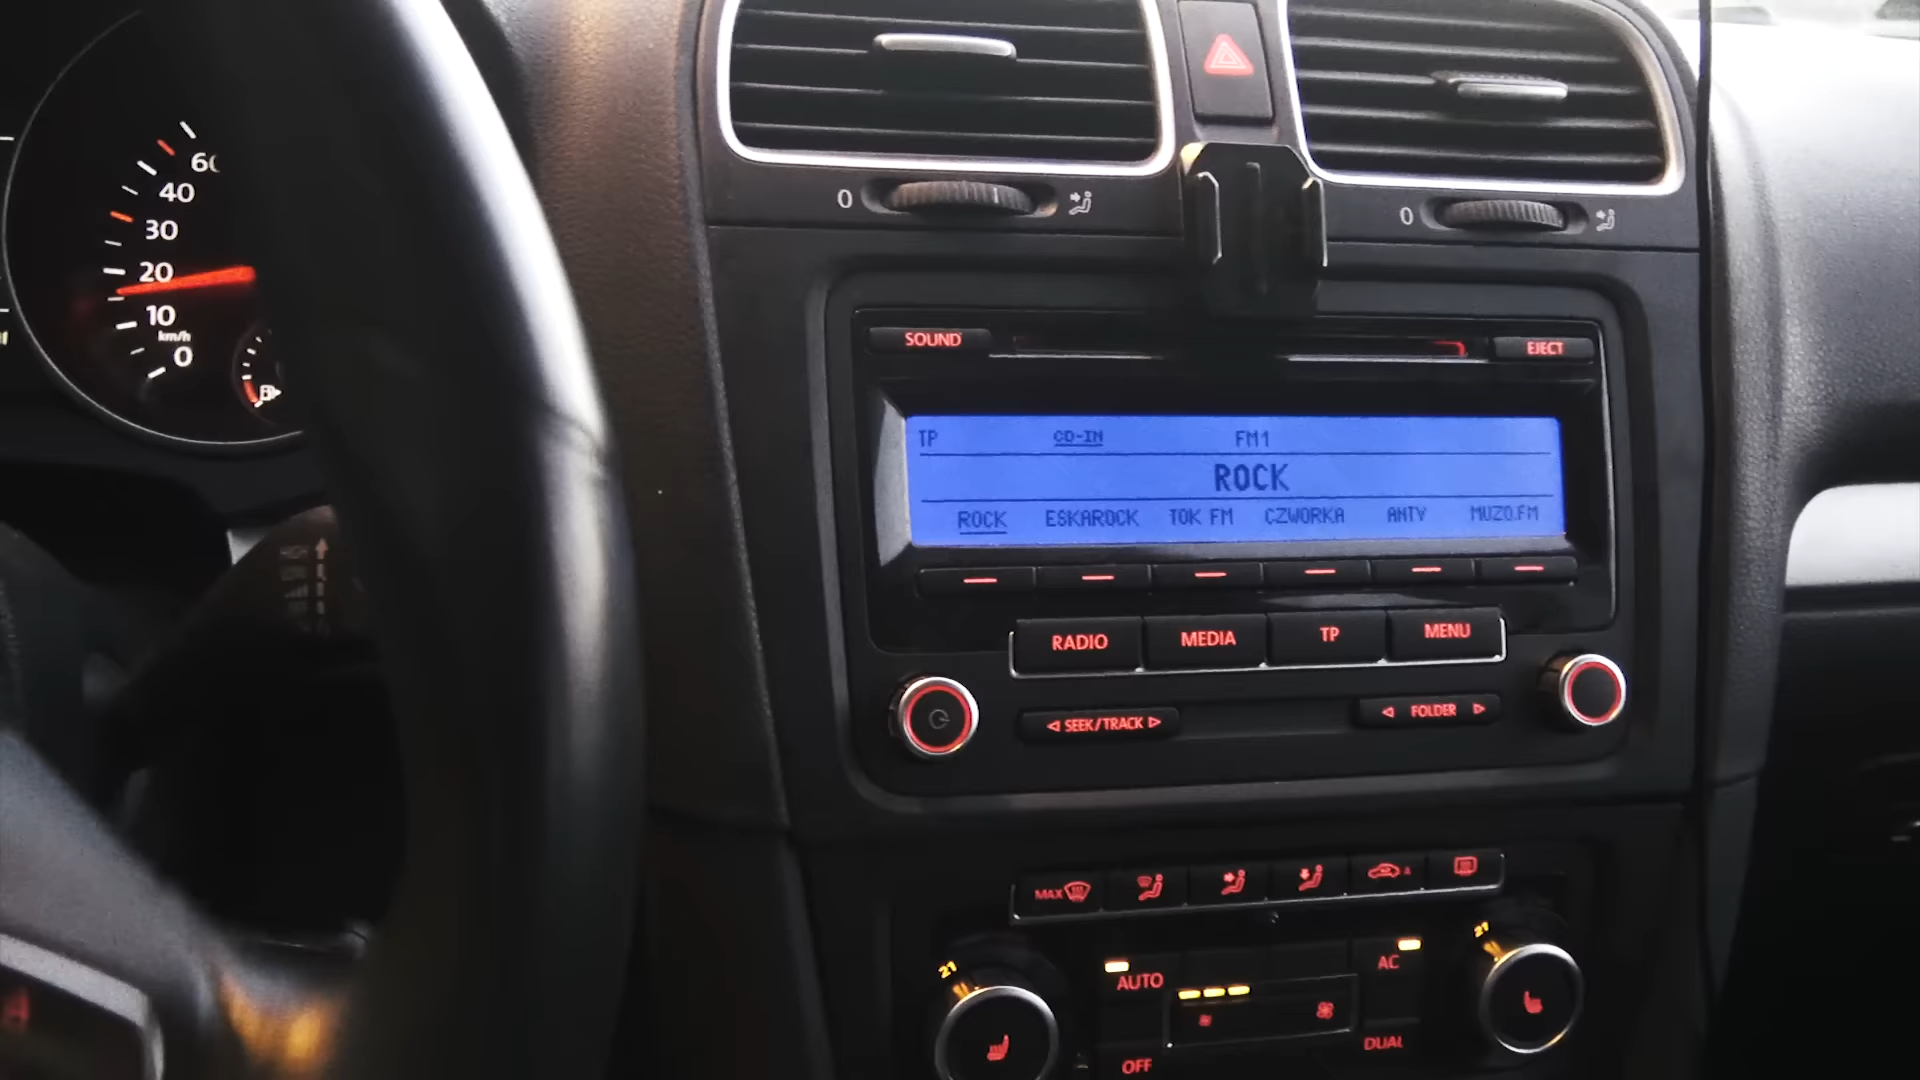 60
40
30
20
10
km/h
0
0
0
SOUND
EJECT
TP CD-IN FM1
ROCK
ROCK ESKAROCK TOK FM CZWORKA ANTY MUZO.FM
RADIO MEDIA TP MENU
SEEK/TRACK
FOLDER
MAX
A
21
21
AUTO
AC
OFF
DUAL